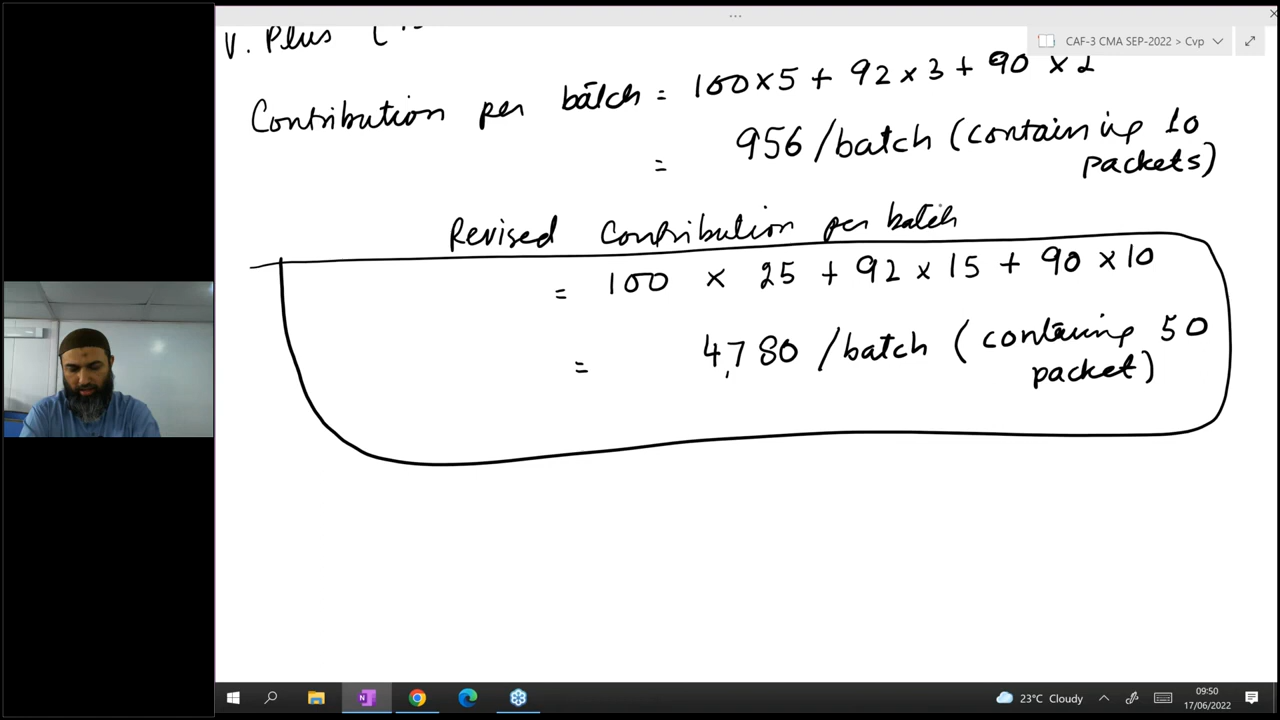 CAF-3 CMA SEP-2022 > Cvp
V. Plus (
Contribution per batch = 100 x 5 + 92 x 3 + 90 x 2
= 956 /batch (containing 10 packets)
Revised Contribution per batch
= 100 x 25 + 92 x 15 + 90 x 10
= 4,780 /batch (containing 50 packet)
23°C Cloudy
09:50
17/06/2022